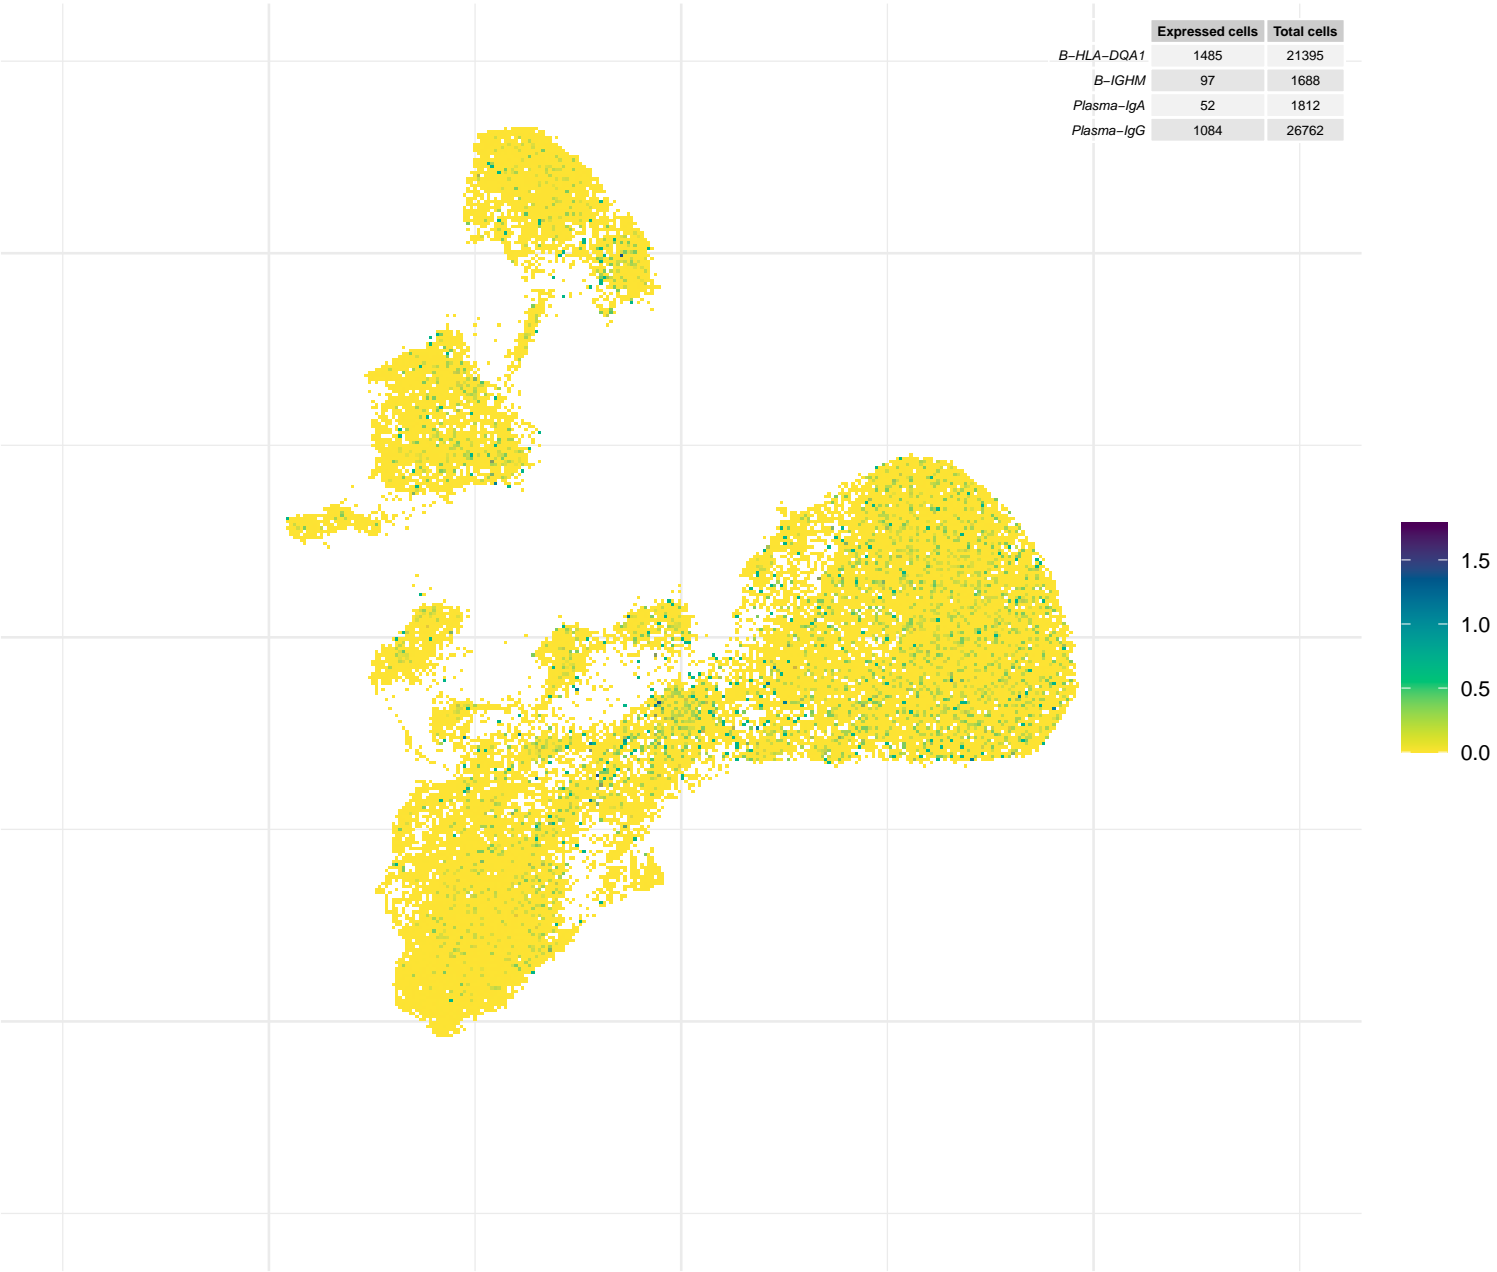 Expressed cells Total cells
B−HLA−DQA1 1485 21395
B−IGHM 97 1688
Plasma−IgA 52 1812
Plasma−IgG 1084 26762
1.5
1.0
0.5
0.0